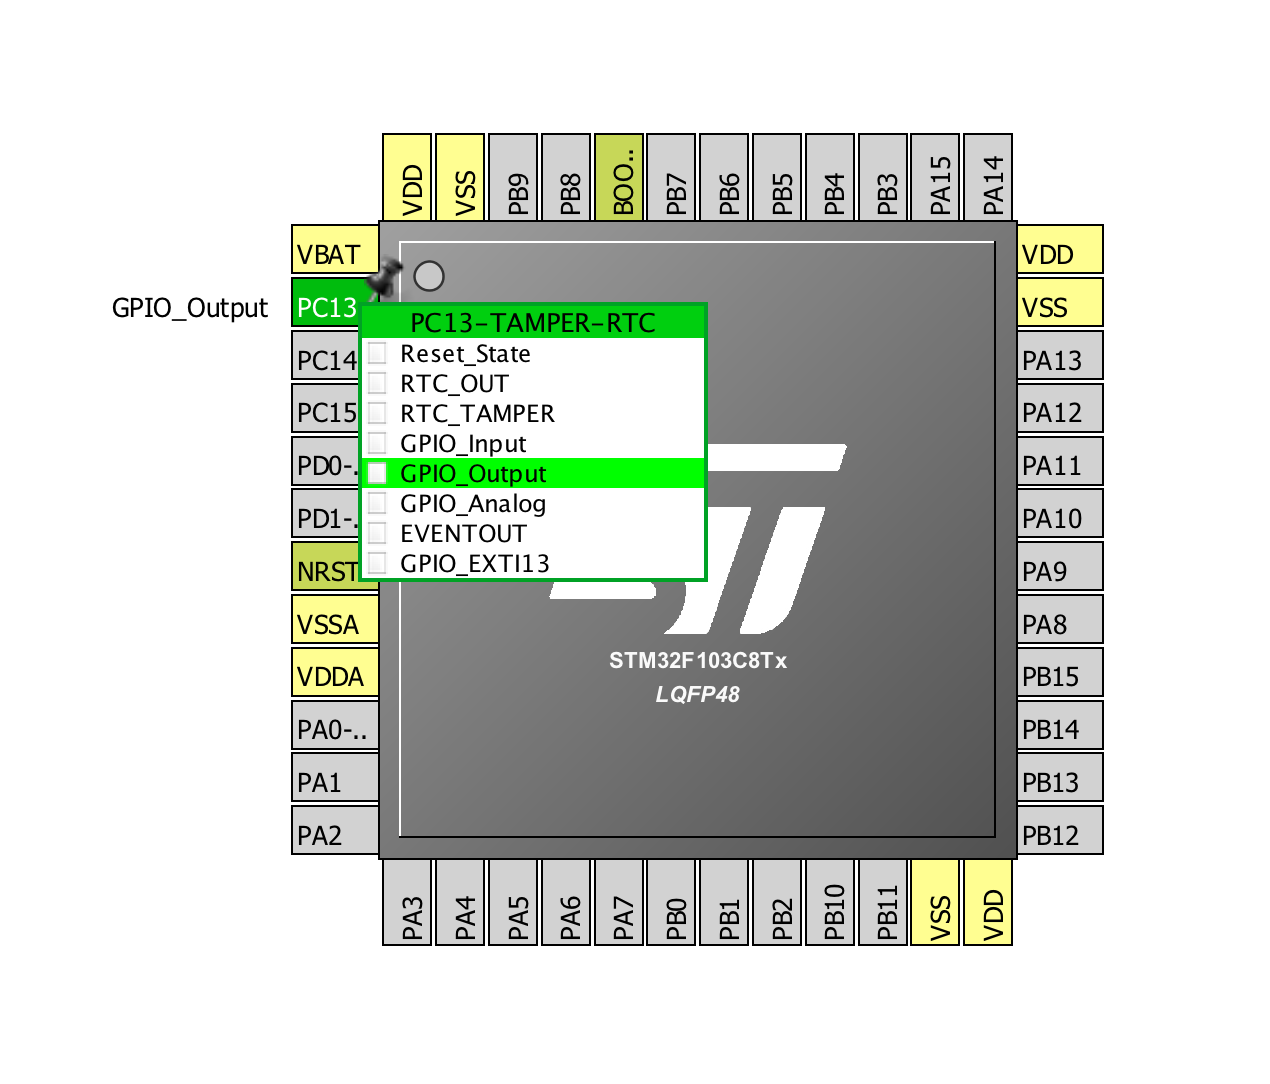 VDD
VSS
PB9
PB8
BOO..
PB7
PB6
PB5
PB4
PB3
PA15
PA14
VBAT
GPIO_Output
PC13
PC14
PC15
PD0-.
PD1-.
NRST
VSSA
VDDA
PA0-..
PA1
PA2
PC13-TAMPER-RTC
Reset_State
RTC_OUT
RTC_TAMPER
GPIO_Input
GPIO_Output
GPIO_Analog
EVENTOUT
GPIO_EXTI13
STM32F103C8Tx
LQFP48
VDD
VSS
PA13
PA12
PA11
PA10
PA9
PA8
PB15
PB14
PB13
PB12
PA3
PA4
PA5
PA6
PA7
PB0
PB1
PB2
PB10
PB11
VSS
VDD